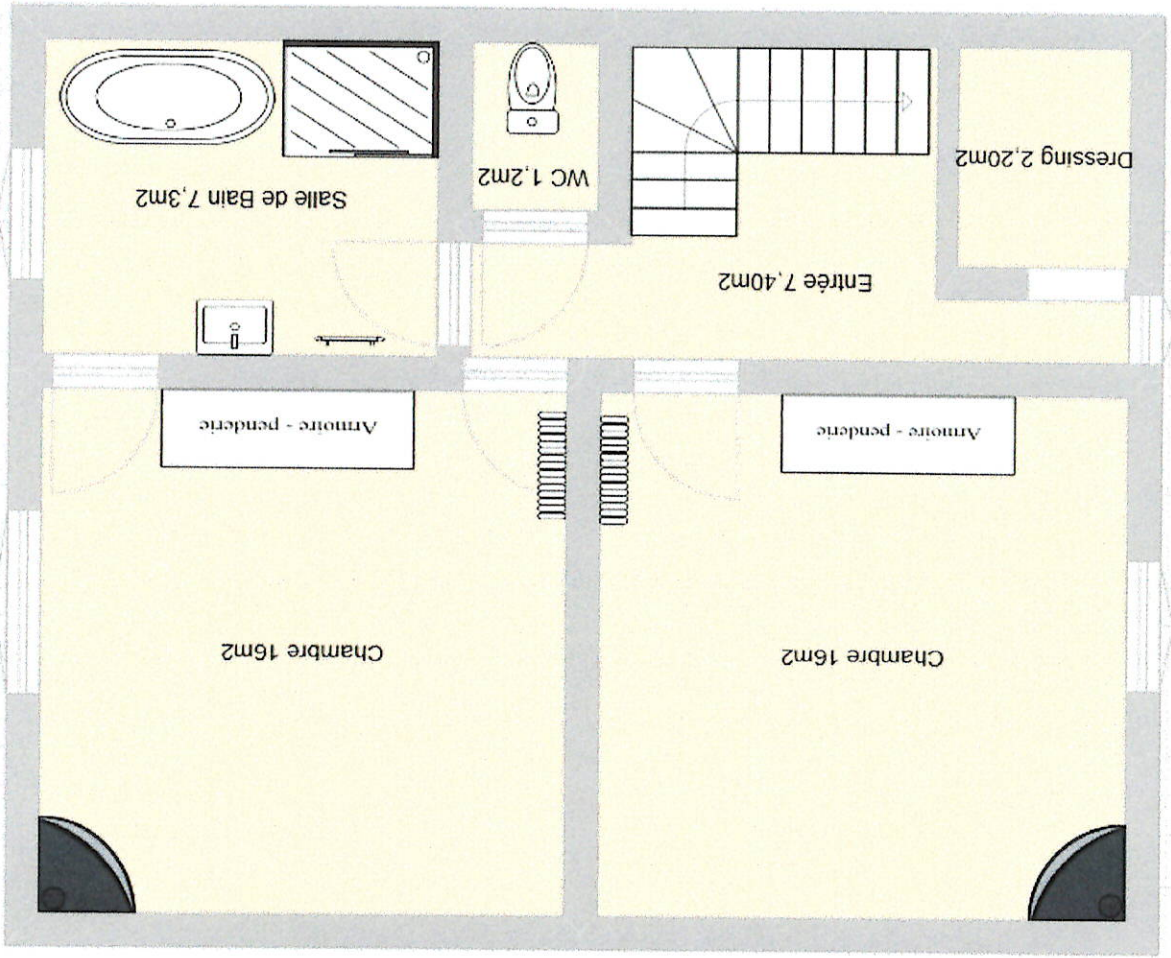 Chambre 16m2
Chambre 16m2
Armoire - penderie
Armoire - penderie
Entrée 7,40m2
Salle de Bain 7,3m2
WC 1,2m2
Dressing 2,20m2